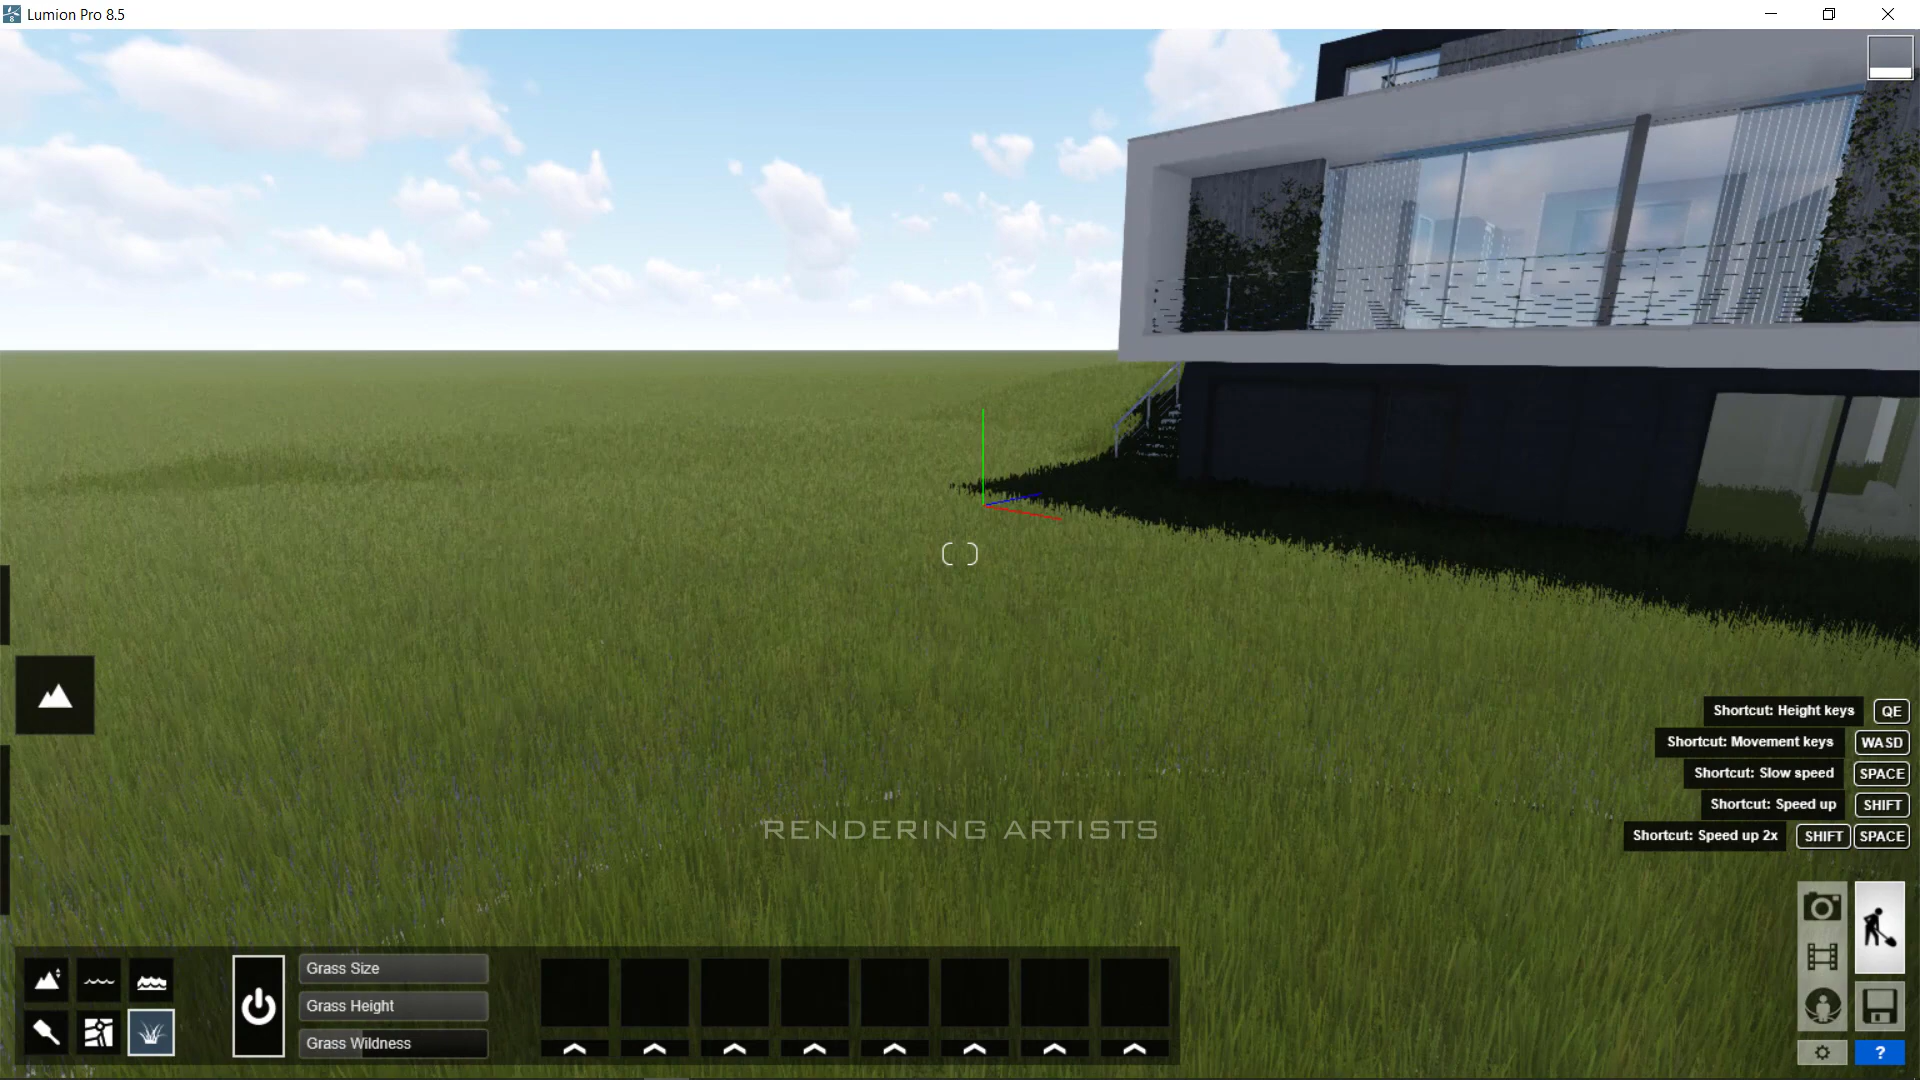 Lumion Pro 8.5
Shortcut: Height keys QE
Shortcut: Movement keys WASD
Shortcut: Slow speed SPACE
Shortcut: Speed up SHIFT
RENDERING ARTISTS
Shortcut: Speed up 2x SHIFT SPACE
Grass Size
Grass Height
Grass Wildness
?